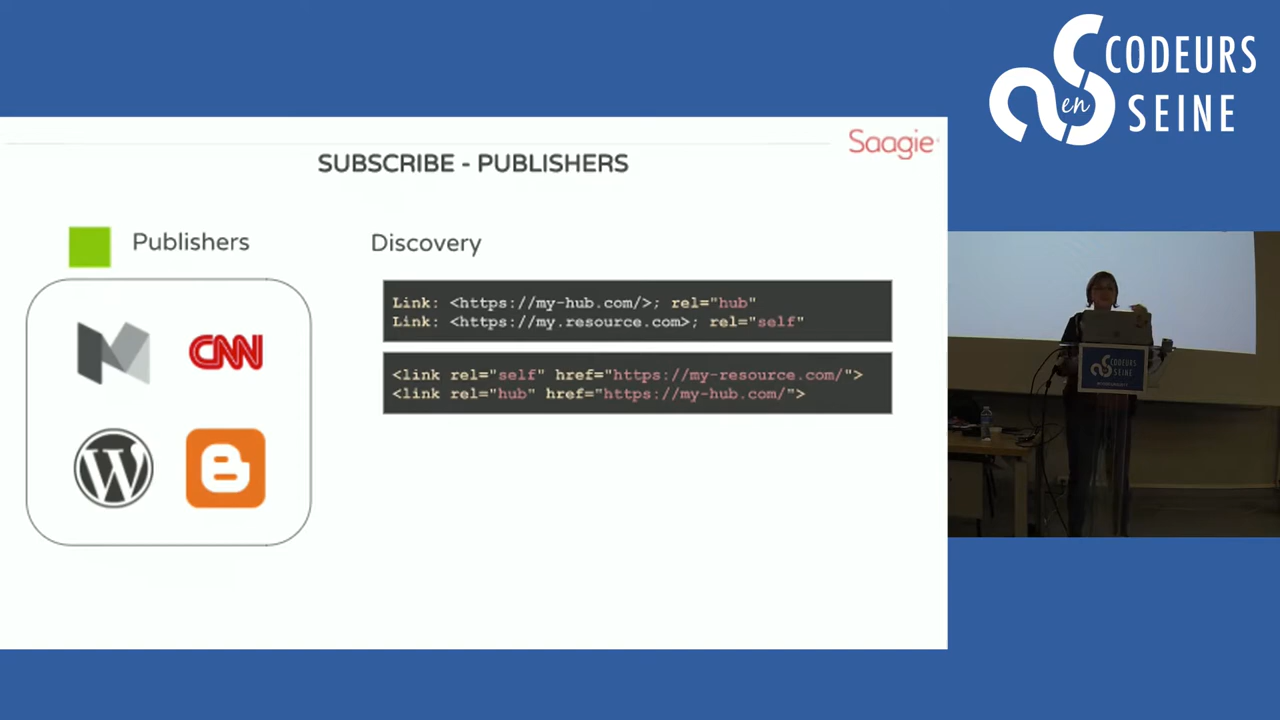 CODEURS
en
SEINE
Saagie
SUBSCRIBE - PUBLISHERS
Publishers
Discovery
Link: <https://my-hub.com/>; rel="hub"
Link: <https://my.resource.com>; rel="self"
<link rel="self" href="https://my-resource.com/">
<link rel="hub" href="https://my-hub.com/">
CNN
CODEURS
SEINE